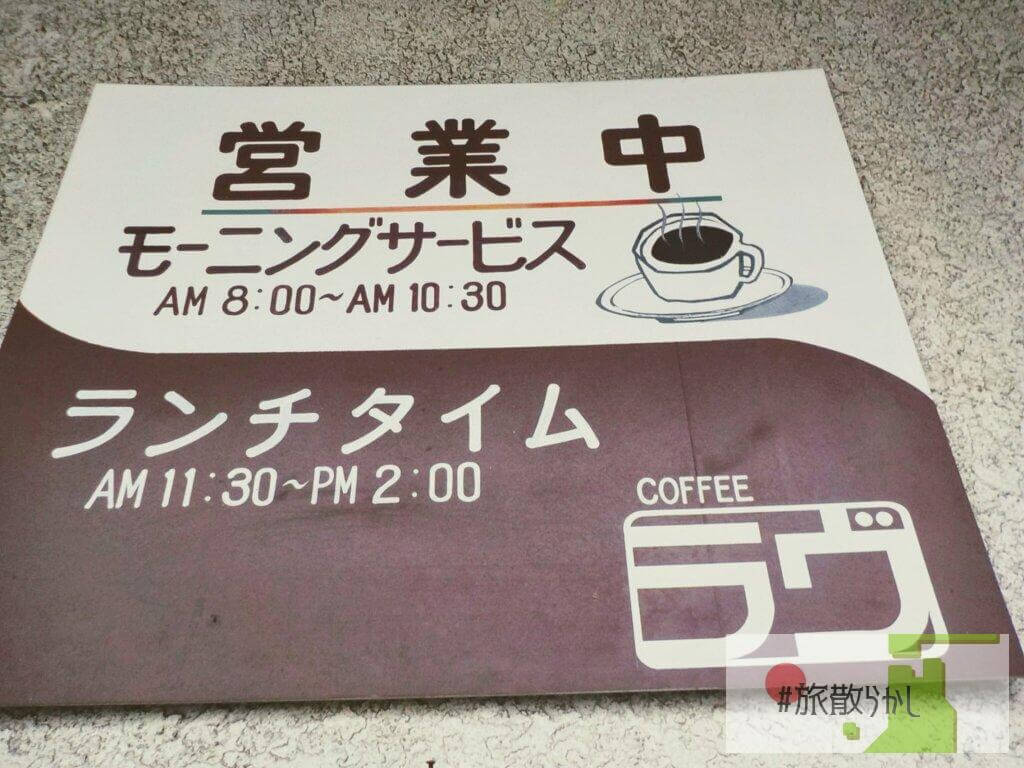 営業中
モーニングサービス
AM 8:00~AM 10:30
ランチタイム
AM 11:30~PM 2:00
COFFEE
ラヴ
#旅散らかし